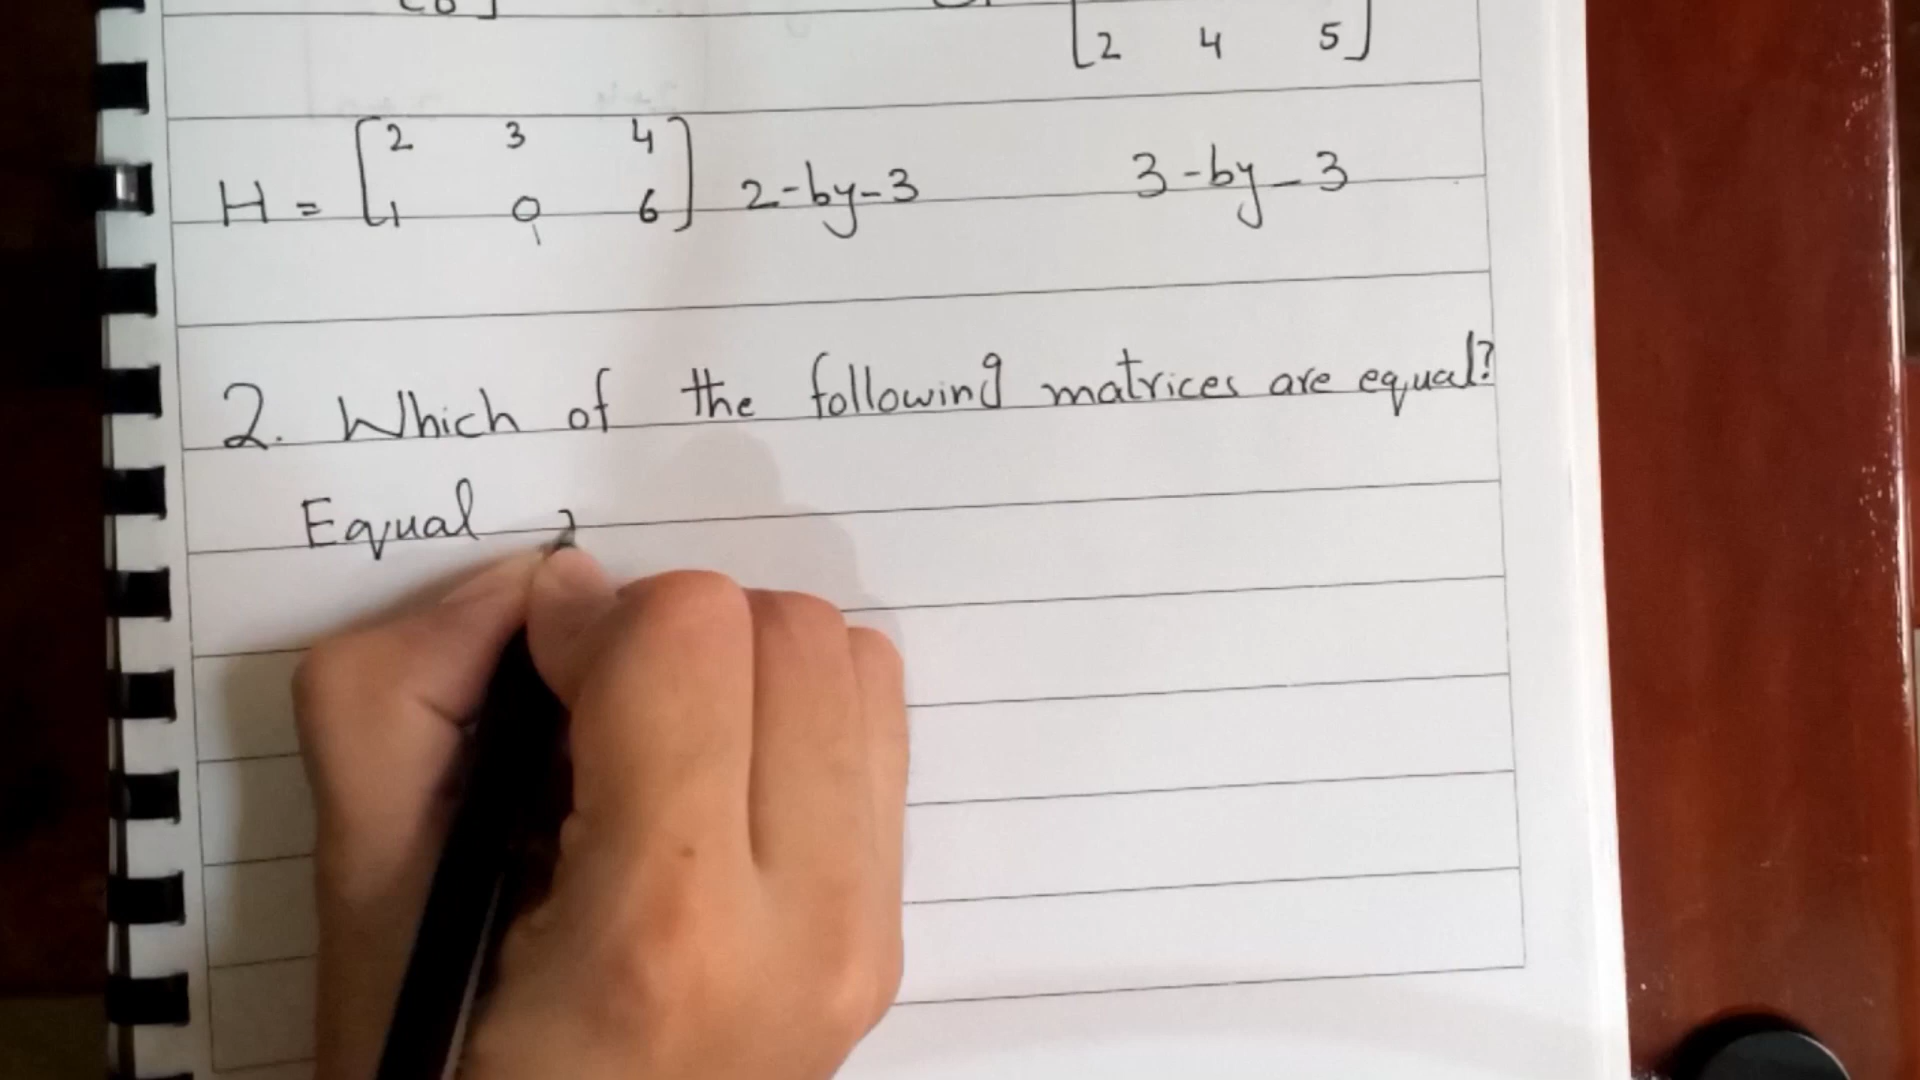 2 4 5
H = [2 3 4
1 0 6] 2-by-3 3-by-3
2. Which of the following matrices are equal?
Equal